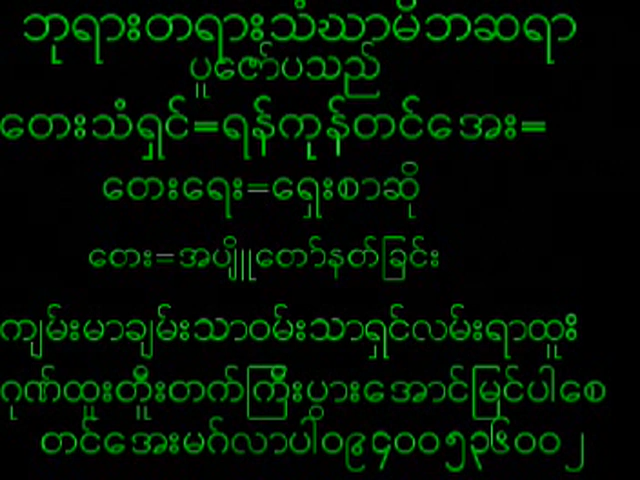 ဘုရားတရားသံဃာမိဘဆရာ
ပူဇော်ပသည်
တေးသံရှင်=ရန်ကုန်တင်အေး=
တေးရေး=ရှေးစာဆို
တေး=အပျိုူတော်နတ်ခြင်း
ကျမ်းမာချမ်းသာဝမ်းသာရှင်လမ်းရာထူး
ဂုဏ်ထူးတိုးတက်ကြီးပွားအောင်မြင်ပါစေ
တင်အေးမင်္ဂလာပါ၀၉၄၀၀၅၃၆၀၀၂